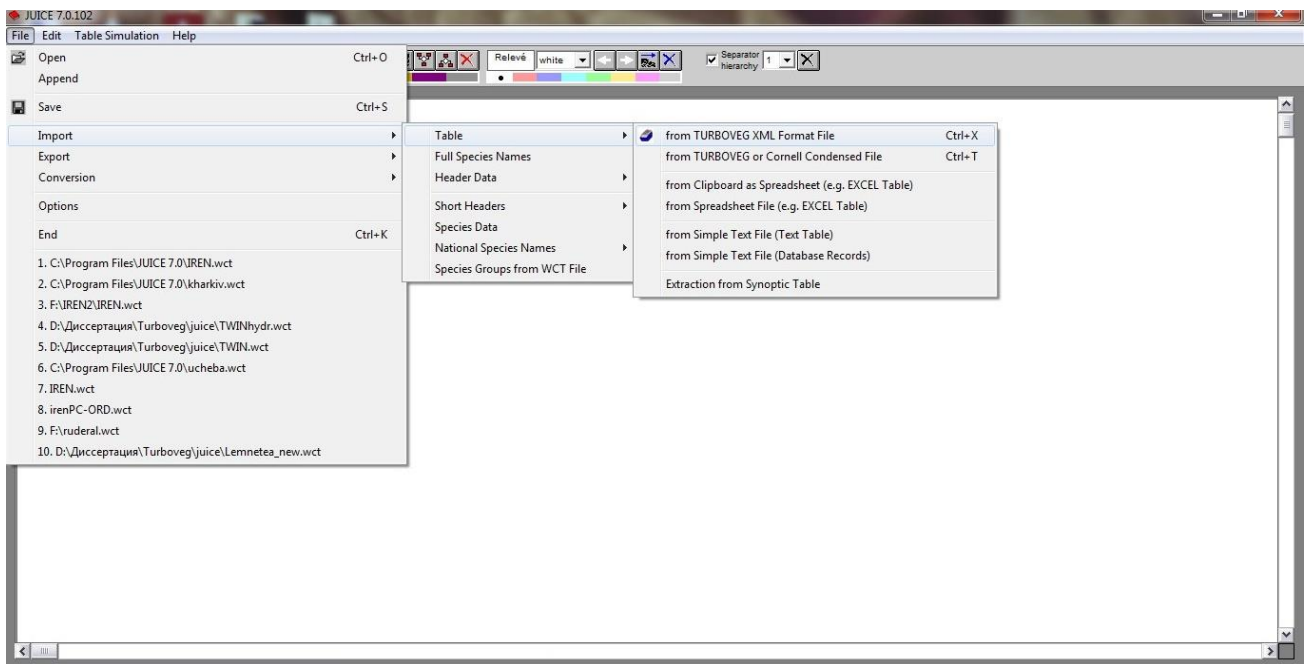 JUICE 7.0.102
File Edit Table Simulation Help
Open Ctrl+O
Append
Save Ctrl+S
Import
Export
Conversion
Options
End Ctrl+K
1. C:\Program Files\JUICE 7.0\IREN.wct
2. C:\Program Files\JUICE 7.0\kharkiv.wct
3. F:\IREN2\IREN.wct
4. D:\Диссертация\Turboveg\juice\TWINhydr.wct
5. D:\Диссертация\Turboveg\juice\TWIN.wct
6. C:\Program Files\JUICE 7.0\ucheba.wct
7. IREN.wct
8. irenPC-ORD.wct
9. F:\ruderal.wct
10. D:\Диссертация\Turboveg\juice\Lemnetea_new.wct
Relevé white
Separator hierarchy 1
Table
Full Species Names
Header Data
Short Headers
Species Data
National Species Names
Species Groups from WCT File
from TURBOVEG XML Format File Ctrl+X
from TURBOVEG or Cornell Condensed File Ctrl+T
from Clipboard as Spreadsheet (e.g. EXCEL Table)
from Spreadsheet File (e.g. EXCEL Table)
from Simple Text File (Text Table)
from Simple Text File (Database Records)
Extraction from Synoptic Table